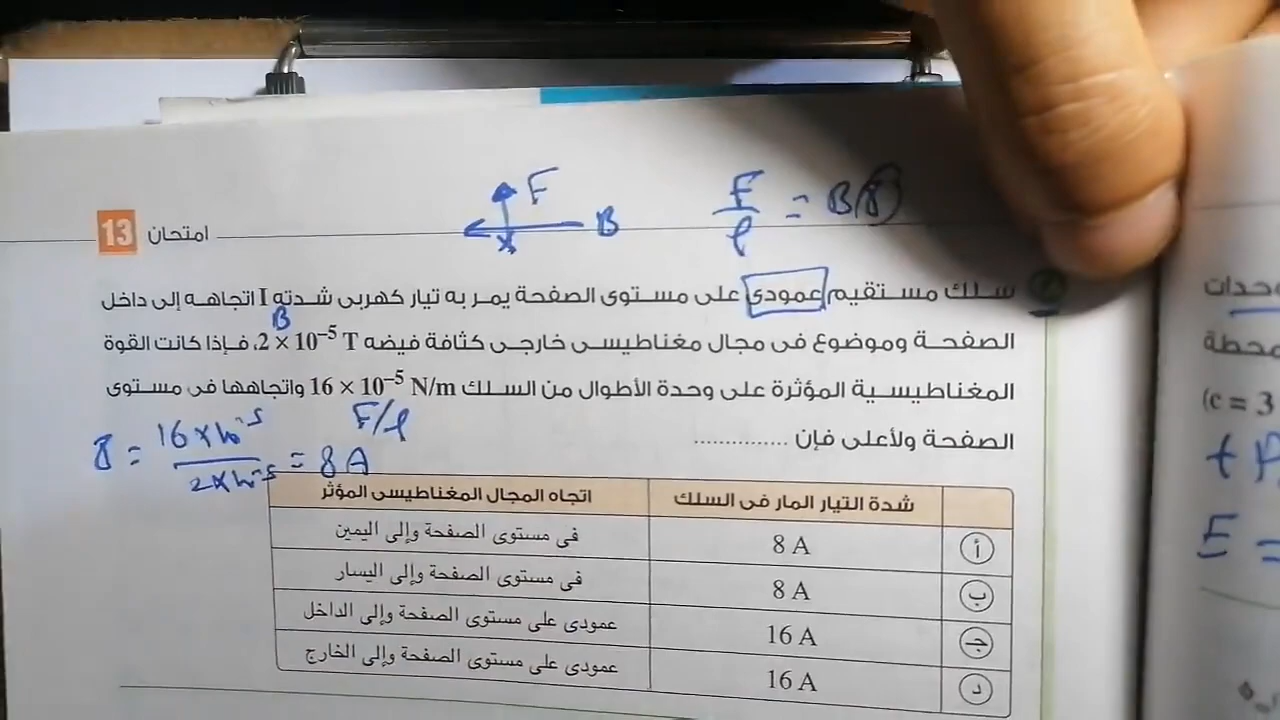 امتحان 13
F
B
F/ℓ = B I
سلك مستقيم عمودى على مستوى الصفحة يمر به تيار كهربى شدته I اتجاهه إلى داخل
B
الصفحة وموضوع فى مجال مغناطيسى خارجى كثافة فيضه 2 × 10⁻⁵ T، فإذا كانت القوة
المغناطيسية المؤثرة على وحدة الأطوال من السلك 16 × 10⁻⁵ N/m واتجاهها فى مستوى
F/ℓ
الصفحة ولأعلى فإن ................
I = 16×10⁻⁵ / 2×10⁻⁵ = 8 A
شدة التيار المار فى السلك اتجاه المجال المغناطيسى المؤثر
أ 8 A فى مستوى الصفحة وإلى اليمين
ب 8 A فى مستوى الصفحة وإلى اليسار
ج 16 A عمودى على مستوى الصفحة وإلى الداخل
د 16 A عمودى على مستوى الصفحة وإلى الخارج
محطة
(c = 3
E =